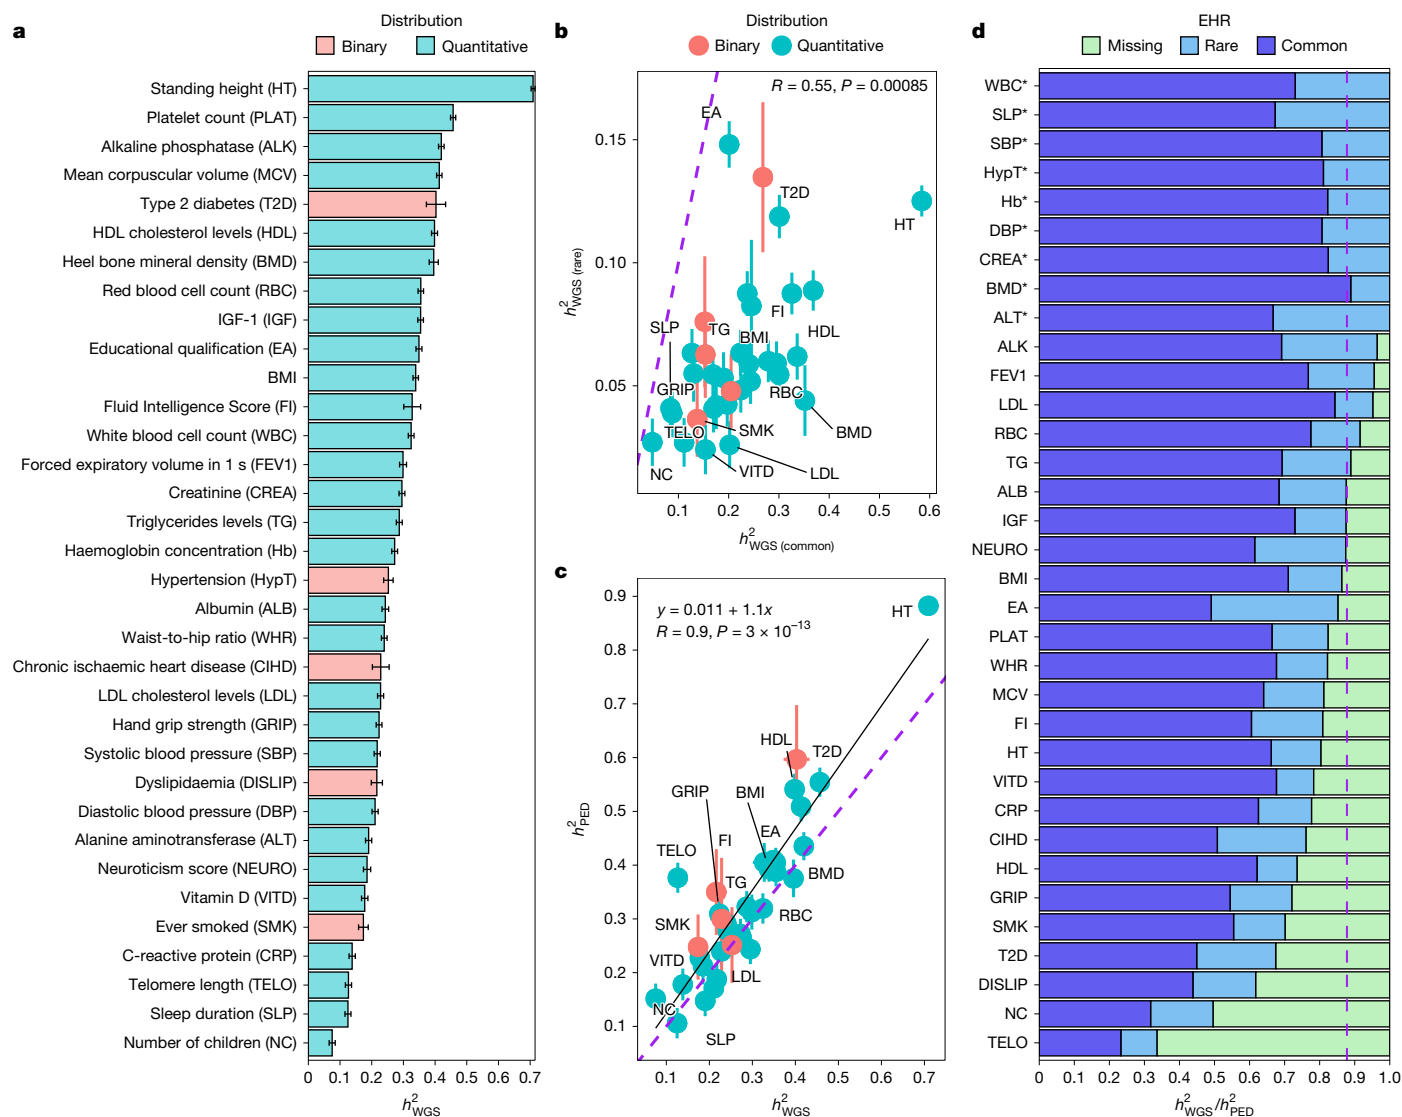 a
Distribution
Binary
Quantitative
Standing height (HT)
Platelet count (PLAT)
Alkaline phosphatase (ALK)
Mean corpuscular volume (MCV)
Type 2 diabetes (T2D)
HDL cholesterol levels (HDL)
Heel bone mineral density (BMD)
Red blood cell count (RBC)
IGF-1 (IGF)
Educational qualification (EA)
BMI
Fluid Intelligence Score (FI)
White blood cell count (WBC)
Forced expiratory volume in 1 s (FEV1)
Creatinine (CREA)
Triglycerides levels (TG)
Haemoglobin concentration (Hb)
Hypertension (HypT)
Albumin (ALB)
Waist-to-hip ratio (WHR)
Chronic ischaemic heart disease (CIHD)
LDL cholesterol levels (LDL)
Hand grip strength (GRIP)
Systolic blood pressure (SBP)
Dyslipidaemia (DISLIP)
Diastolic blood pressure (DBP)
Alanine aminotransferase (ALT)
Neuroticism score (NEURO)
Vitamin D (VITD)
Ever smoked (SMK)
C-reactive protein (CRP)
Telomere length (TELO)
Sleep duration (SLP)
Number of children (NC)
0 0.1 0.2 0.3 0.4 0.5 0.6 0.7
h²WGS
b
Distribution
Binary
Quantitative
R = 0.55, P = 0.00085
EA
T2D
HT
FI
SLP
TG
BMI
HDL
GRIP
RBC
TELO
SMK
BMD
NC
VITD
LDL
0.15
0.10
0.05
h²WGS (rare)
0.1 0.2 0.3 0.4 0.5 0.6
h²WGS (common)
c
y = 0.011 + 1.1x
R = 0.9, P = 3 × 10⁻¹³
HT
HDL
T2D
GRIP
BMI
EA
FI
TELO
TG
BMD
SMK
RBC
VITD
LDL
NC
SLP
0.9
0.8
0.7
0.6
0.5
0.4
0.3
0.2
0.1
h²PED
0.1 0.2 0.3 0.4 0.5 0.6 0.7
h²WGS
d
EHR
Missing
Rare
Common
WBC*
SLP*
SBP*
HypT*
Hb*
DBP*
CREA*
BMD*
ALT*
ALK
FEV1
LDL
RBC
TG
ALB
IGF
NEURO
BMI
EA
PLAT
WHR
MCV
FI
HT
VITD
CRP
CIHD
HDL
GRIP
SMK
T2D
DISLIP
NC
TELO
0 0.1 0.2 0.3 0.4 0.5 0.6 0.7 0.8 0.9 1.0
h²WGS/h²PED